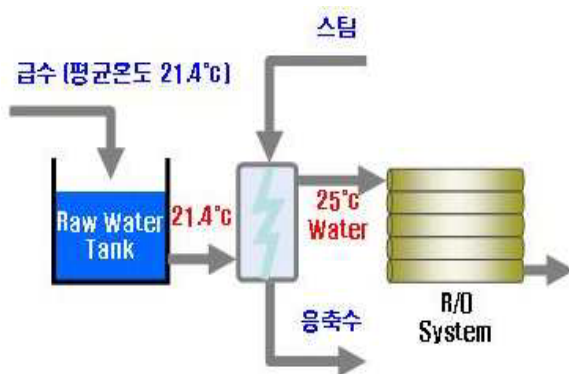 스팀
급수 (평균온도 21.4°c)
Raw Water
Tank
21.4°c
25°c
Water
응축수
R/O
System